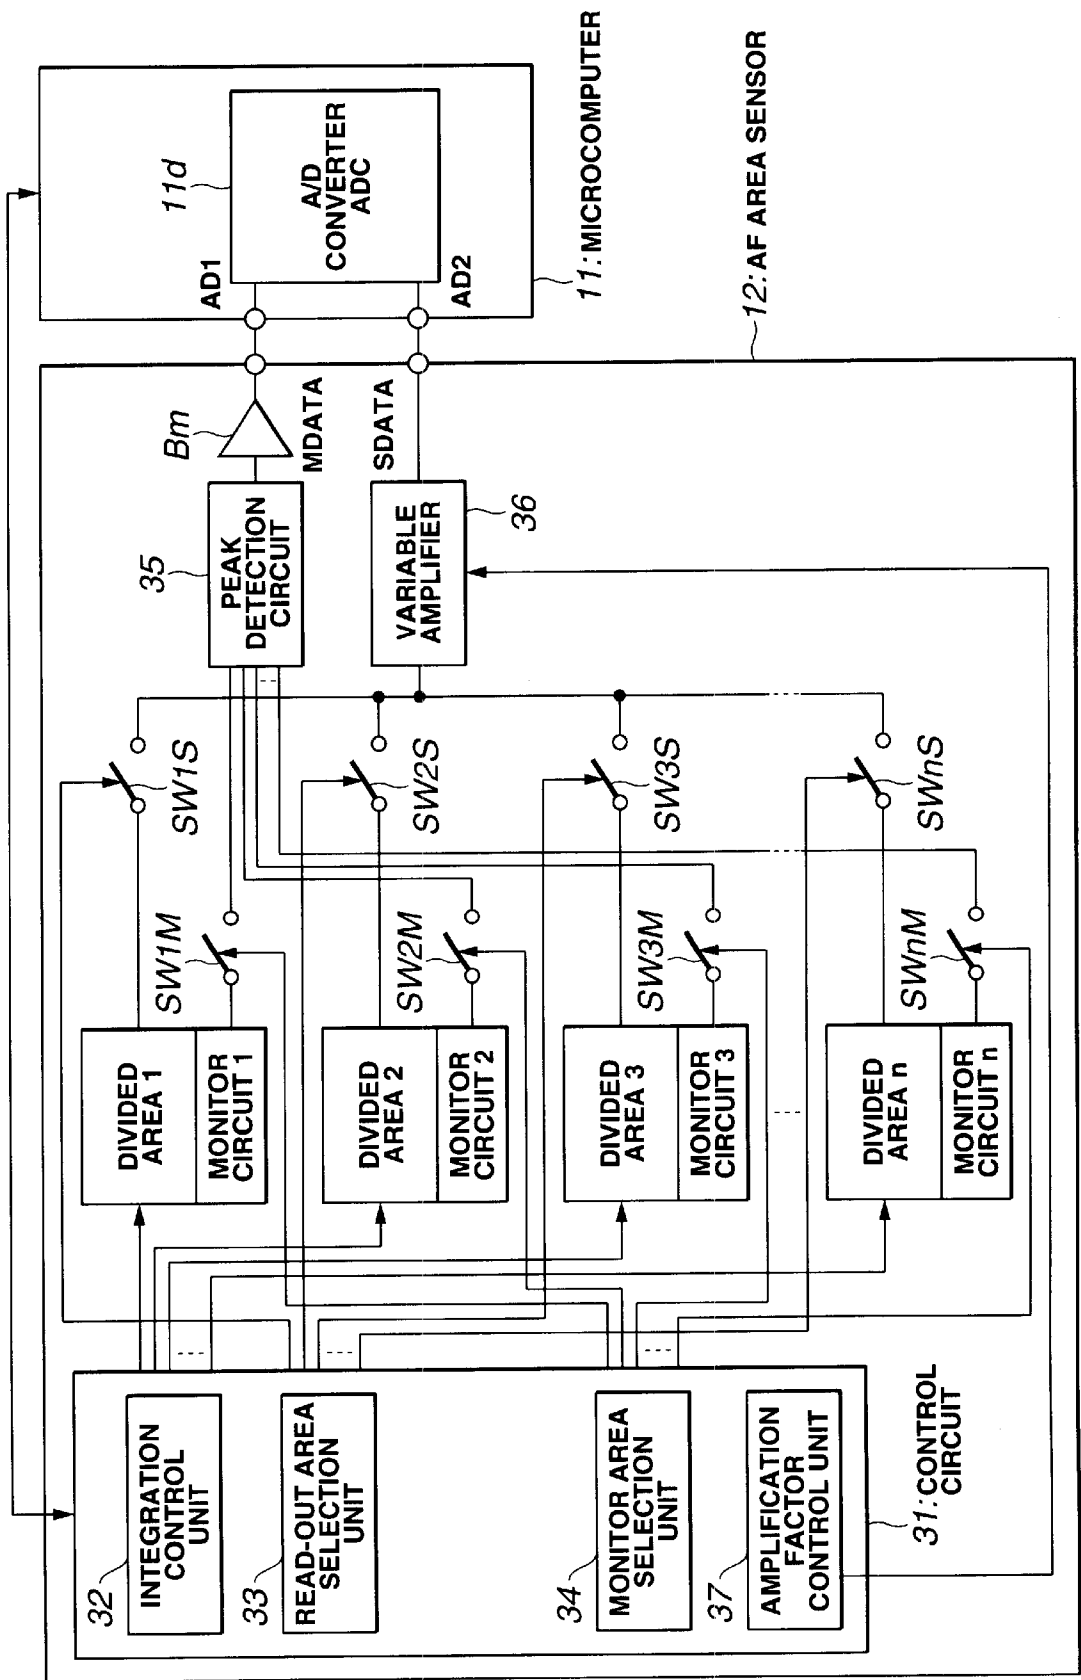 11d
A/D
CONVERTER
ADC
AD1
AD2
11: MICROCOMPUTER
12: AF AREA SENSOR
Bm
MDATA
SDATA
35
PEAK
DETECTION
CIRCUIT
VARIABLE
AMPLIFIER
36
SW1S
SW2S
SW3S
SWnS
SW1M
SW2M
SW3M
SWnM
DIVIDED
AREA 1
MONITOR
CIRCUIT 1
DIVIDED
AREA 2
MONITOR
CIRCUIT 2
DIVIDED
AREA 3
MONITOR
CIRCUIT 3
DIVIDED
AREA n
MONITOR
CIRCUIT n
32
INTEGRATION
CONTROL
UNIT
33
READ-OUT AREA
SELECTION
UNIT
34
MONITOR AREA
SELECTION
UNIT
37
AMPLIFICATION
FACTOR
CONTROL UNIT
31: CONTROL
CIRCUIT